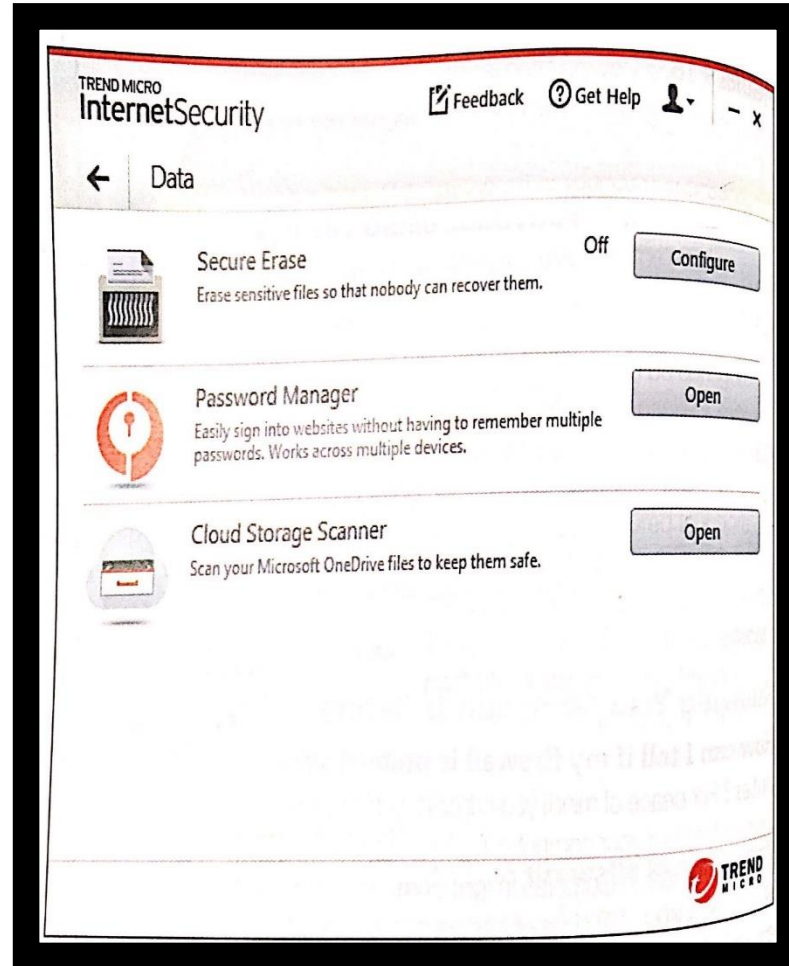 TREND MICRO
InternetSecurity
Feedback
Get Help
Data
Secure Erase
Off
Configure
Erase sensitive files so that nobody can recover them.
Password Manager
Open
Easily sign into websites without having to remember multiple
passwords. Works across multiple devices.
Cloud Storage Scanner
Open
Scan your Microsoft OneDrive files to keep them safe.
TREND
MICRO